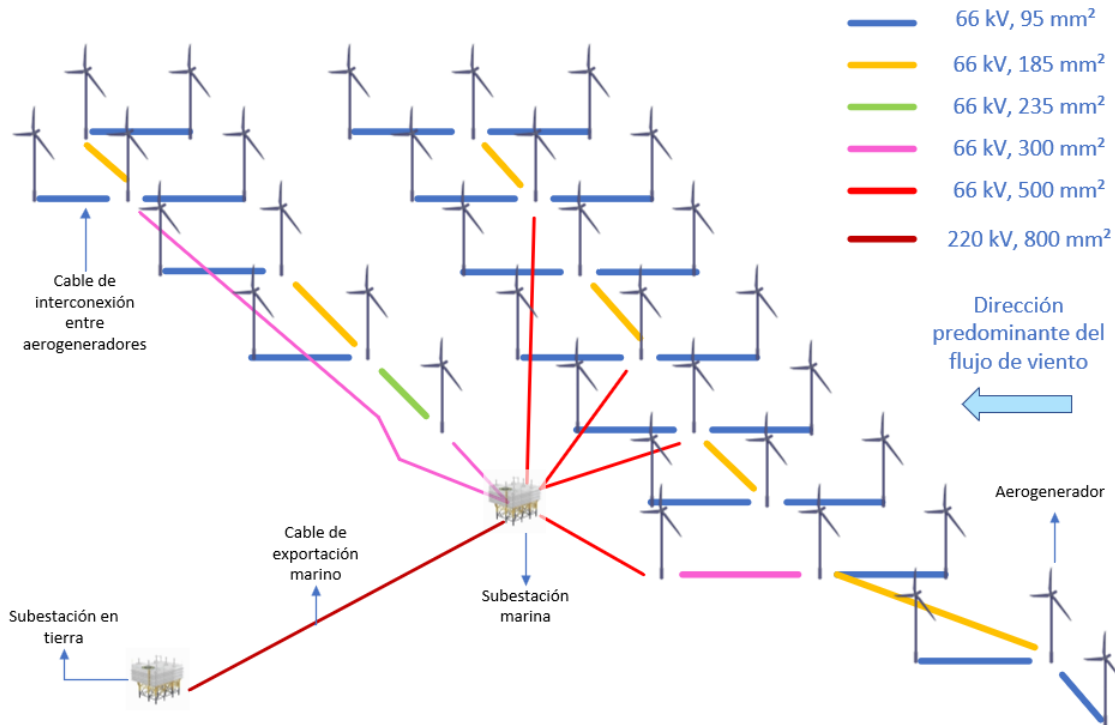 66 kV, 95 mm²
66 kV, 185 mm²
66 kV, 235 mm²
66 kV, 300 mm²
66 kV, 500 mm²
220 kV, 800 mm²
Cable de
interconexión
entre
aerogeneradores
Dirección
predominante del
flujo de viento
Aerogenerador
Cable de
exportación
marino
Subestación
marina
Subestación en
tierra